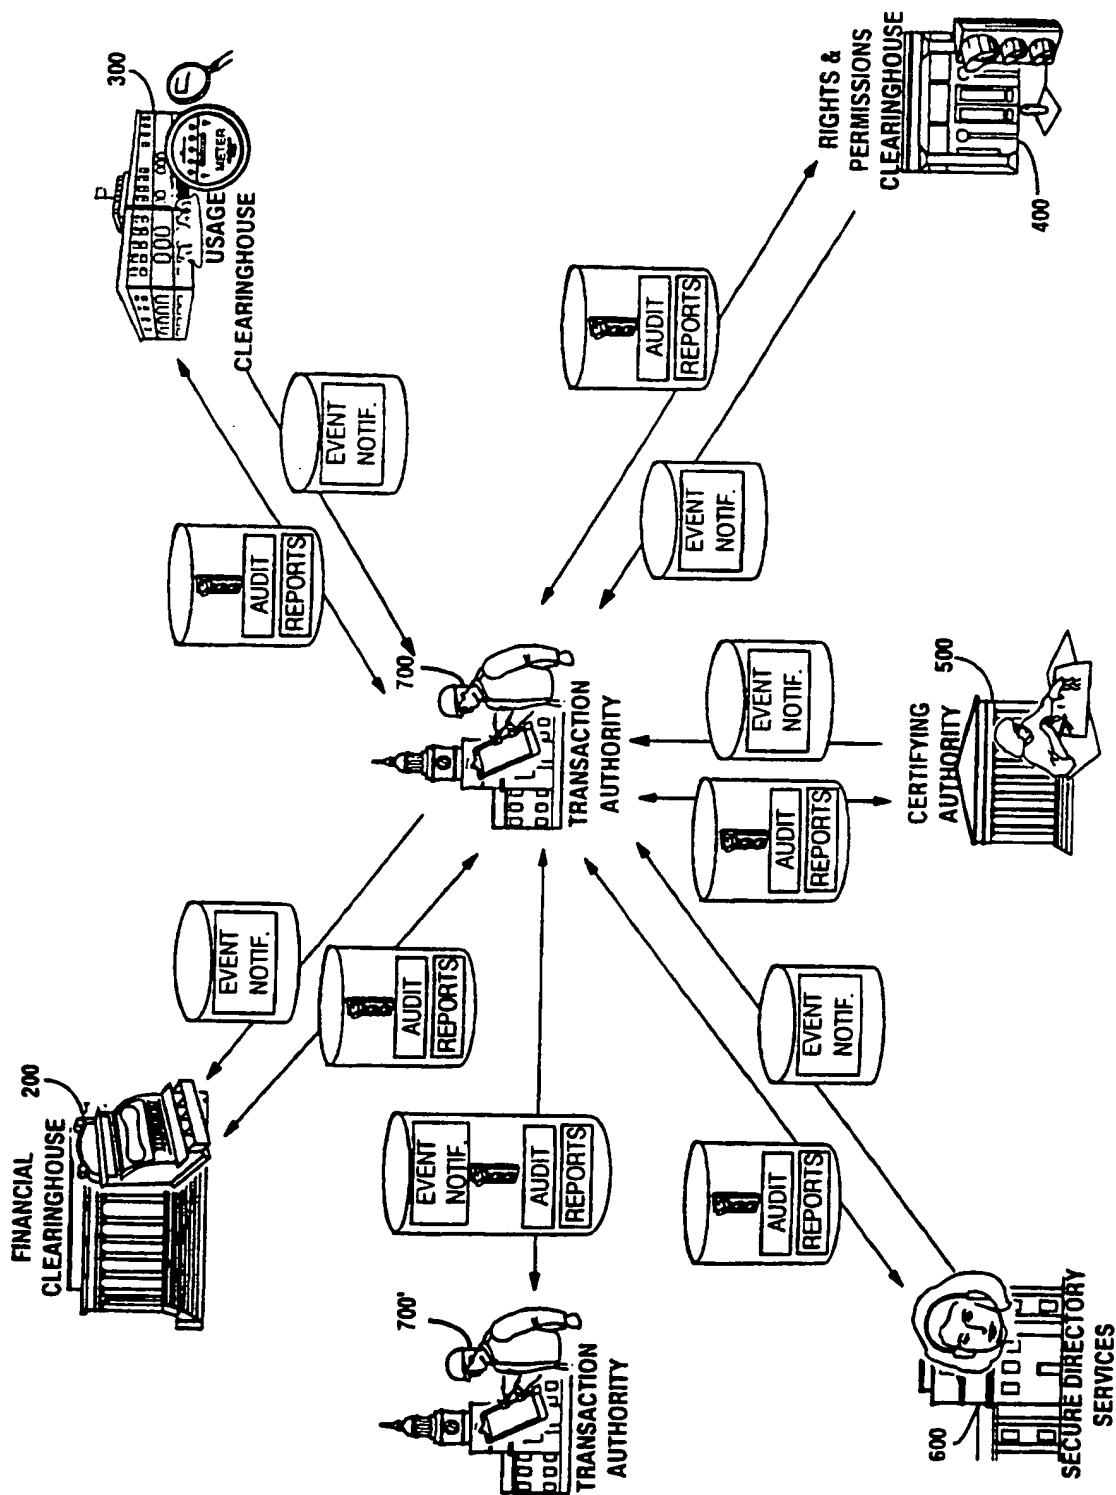 FINANCIAL
CLEARINGHOUSE
200
EVENT
NOTIF.
AUDIT
REPORTS
300
METER
USAGE
CLEARINGHOUSE
EVENT
NOTIF.
AUDIT
REPORTS
700'
TRANSACTION
AUTHORITY
EVENT
NOTIF.
AUDIT
REPORTS
700
TRANSACTION
AUTHORITY
AUDIT
REPORTS
EVENT
NOTIF.
RIGHTS &
PERMISSIONS
CLEARINGHOUSE
400
AUDIT
REPORTS
EVENT
NOTIF.
600
SECURE DIRECTORY
SERVICES
AUDIT
REPORTS
EVENT
NOTIF.
CERTIFYING
AUTHORITY
500